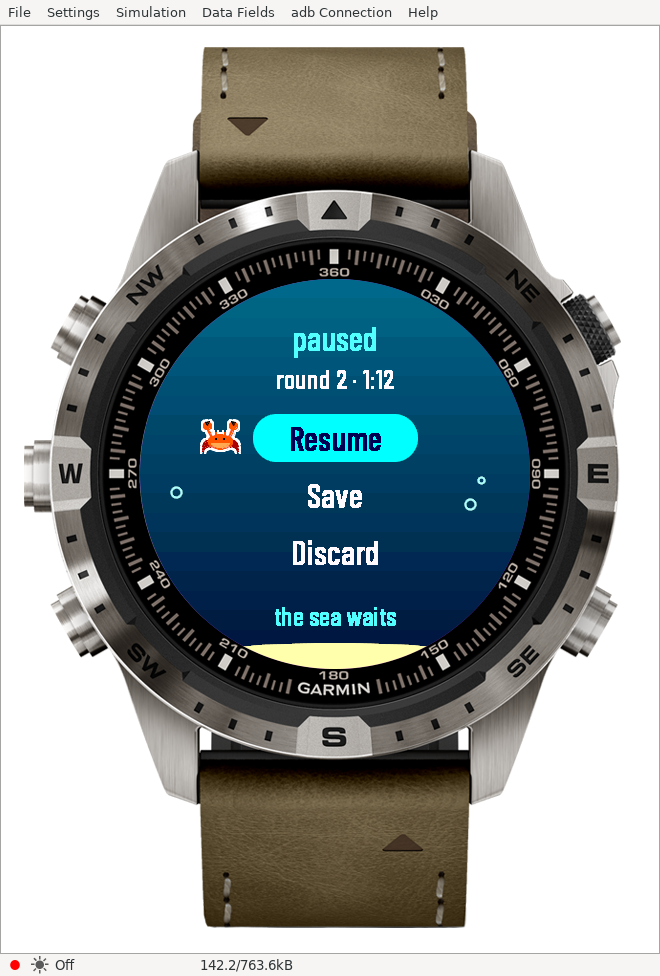 File Settings Simulation Data Fields adb Connection Help
360
330 030
NW NE
300 060
paused
round 2 · 1:12
Resume
W 270 060 E
Save
Discard
240 120
the sea waits
210 150
SW SE
180
GARMIN
S
Off 142.2/763.6kB